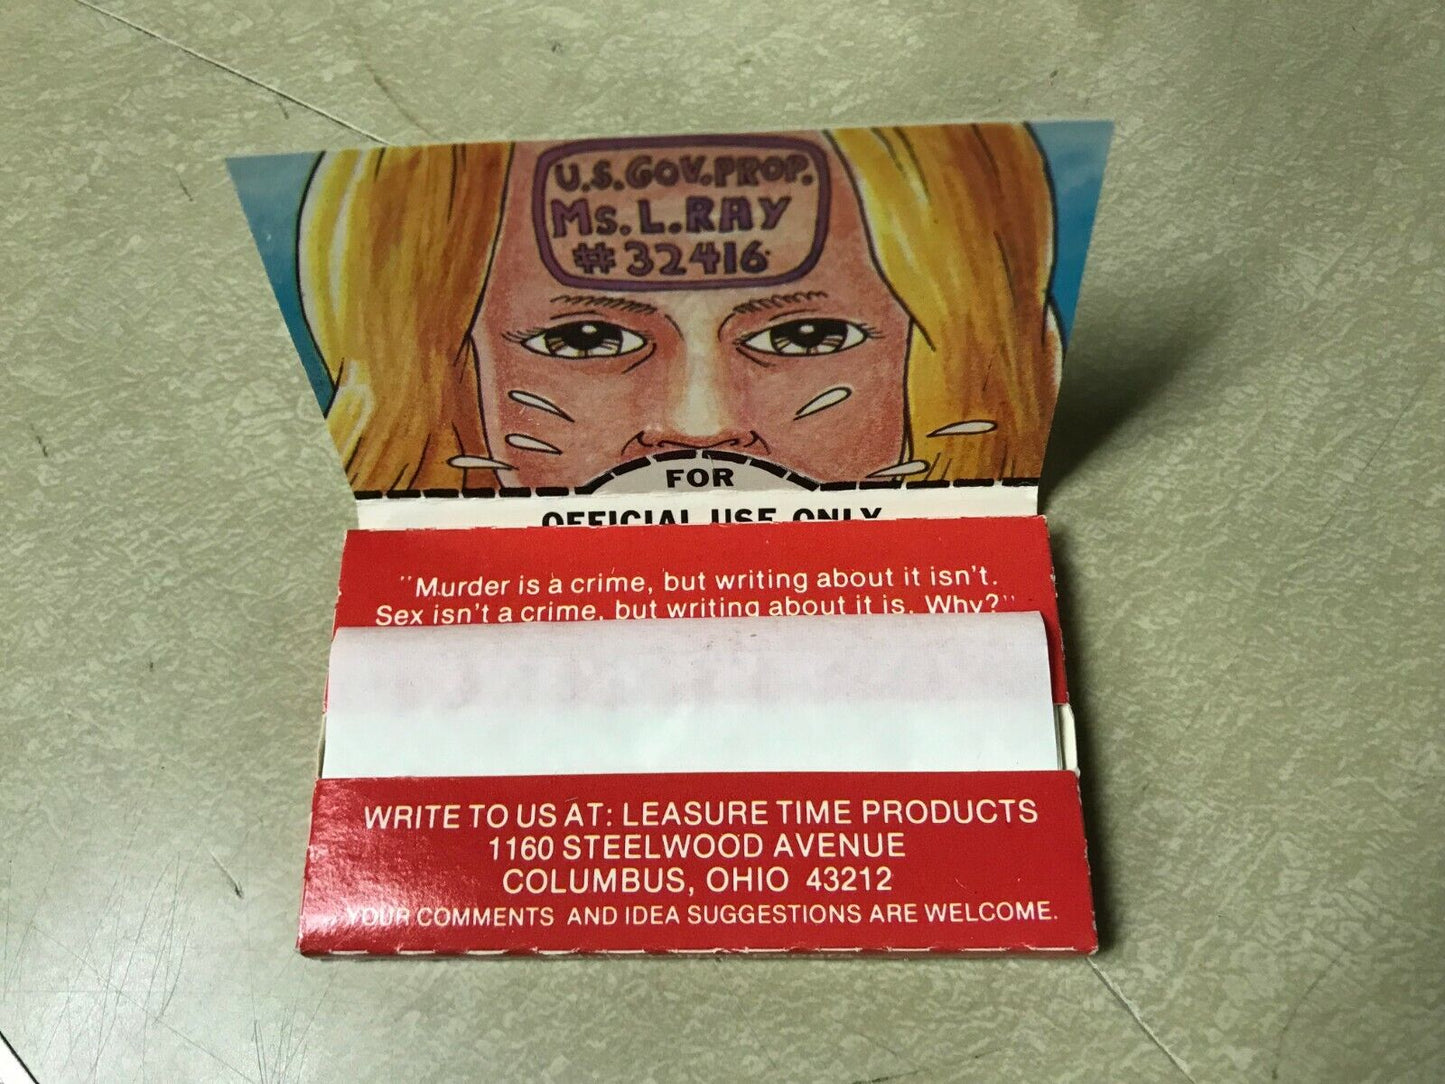 U.S.GOV.PROP.
Ms. L.RAY
#32416
FOR
OFFICIAL USE ONLY
"Murder is a crime, but writing about it isn't.
Sex isn't a crime, but writing about it is. Why?"
WRITE TO US AT: LEASURE TIME PRODUCTS
1160 STEELWOOD AVENUE
COLUMBUS, OHIO 43212
YOUR COMMENTS AND IDEA SUGGESTIONS ARE WELCOME.